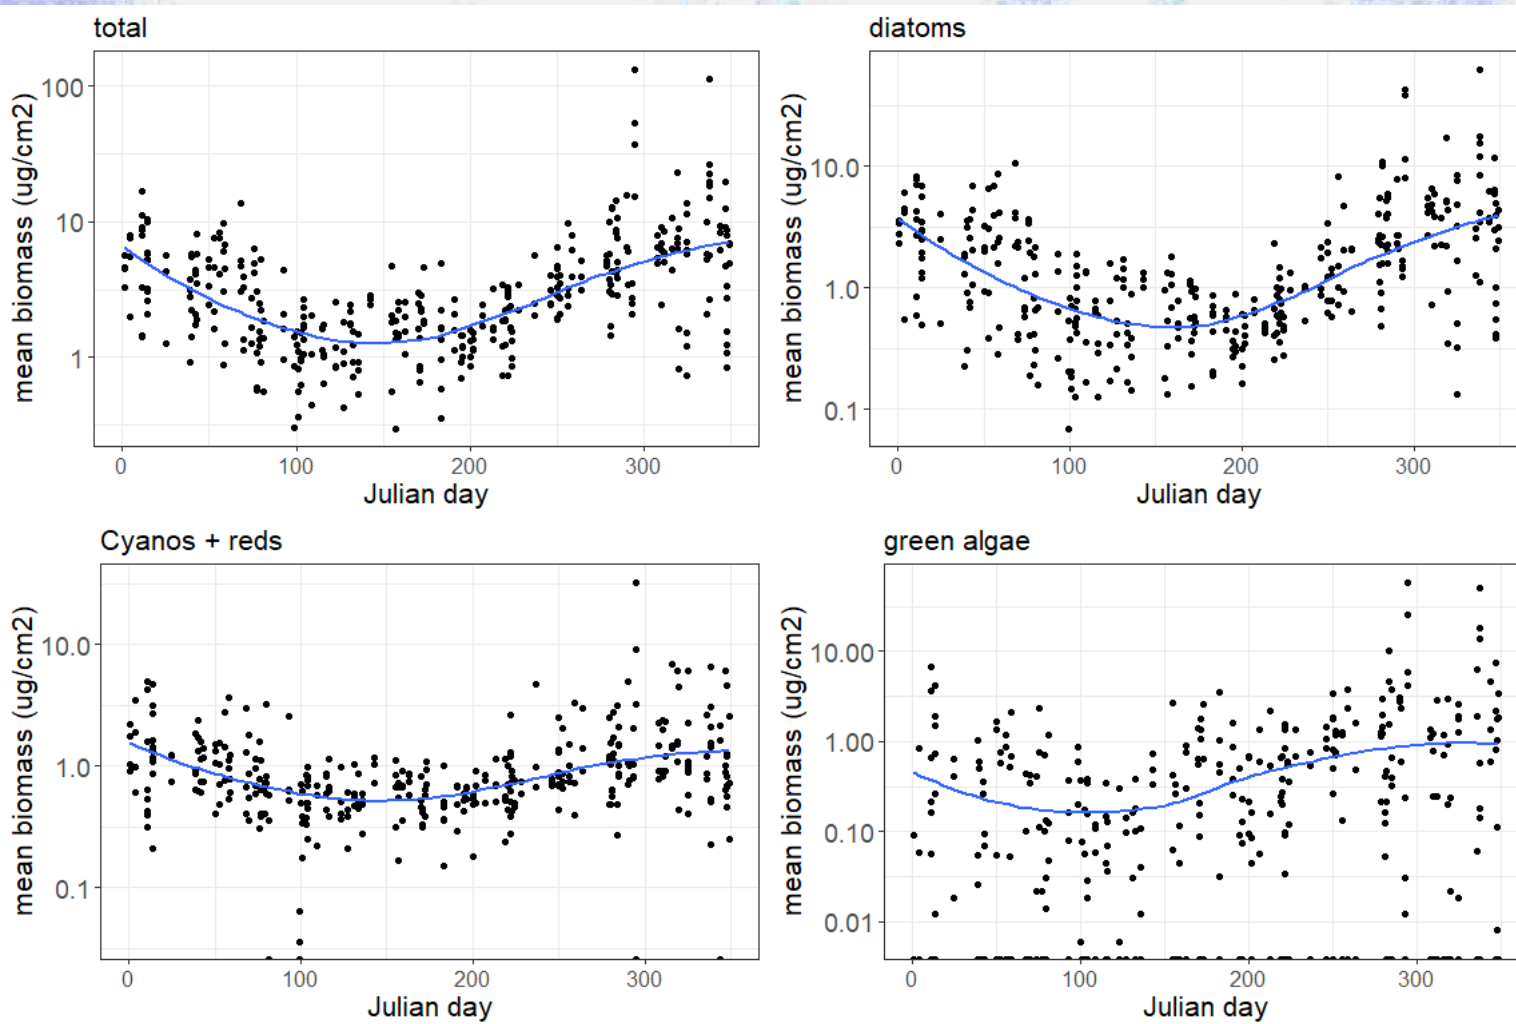 total
mean biomass (ug/cm2)
100
10
1
0 100 200 300
Julian day
diatoms
mean biomass (ug/cm2)
10.0
1.0
0.1
0 100 200 300
Julian day
Cyanos + reds
mean biomass (ug/cm2)
10.0
1.0
0.1
0 100 200 300
Julian day
green algae
mean biomass (ug/cm2)
10.00
1.00
0.10
0.01
0 100 200 300
Julian day